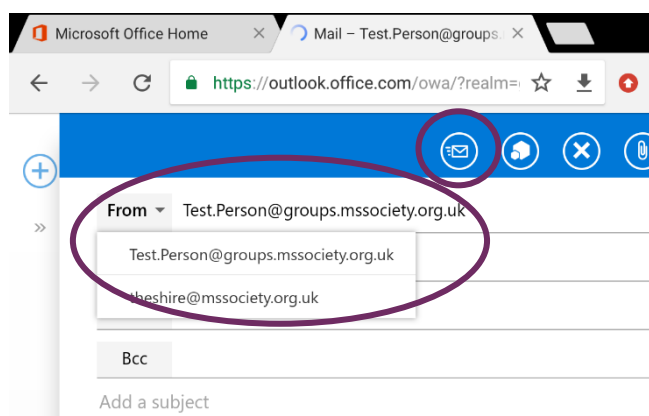 Microsoft Office Home
Mail – Test.Person@groups.
https://outlook.office.com/owa/?realm=
From Test.Person@groups.mssociety.org.uk
Test.Person@groups.mssociety.org.uk
theshire@mssociety.org.uk
Bcc
Add a subject